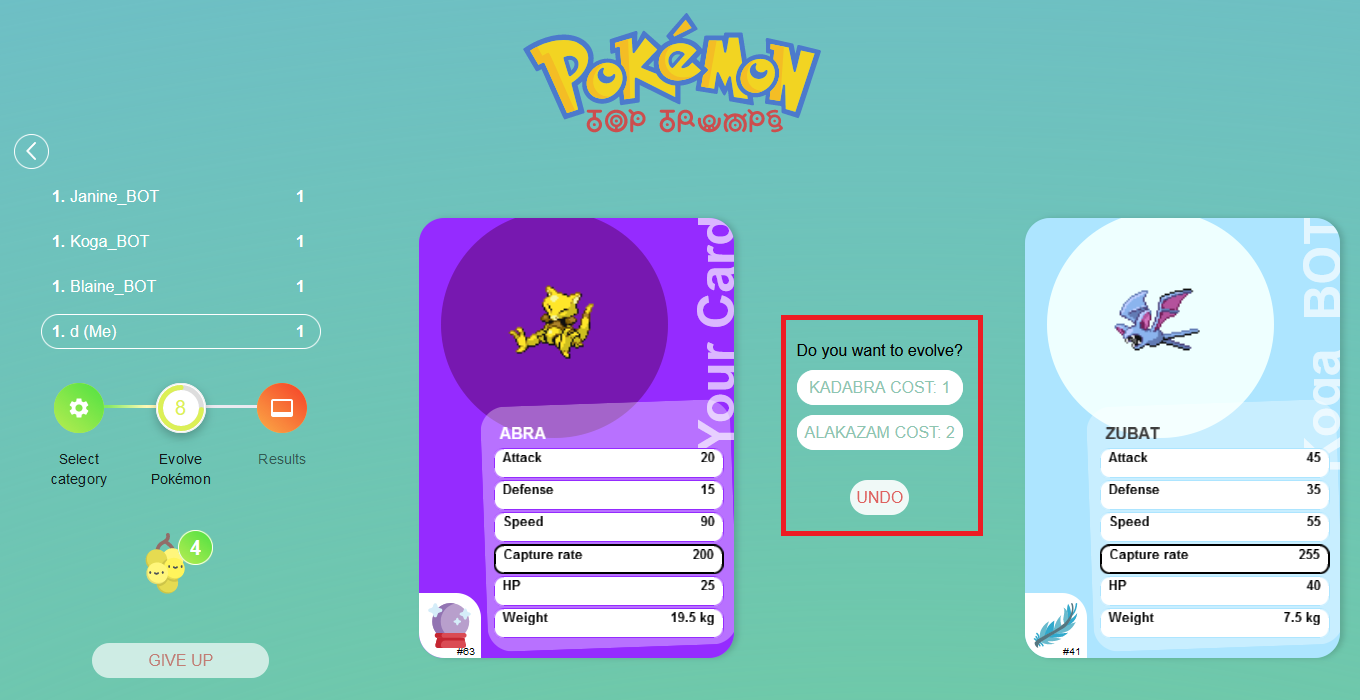 POKéMON
TOP TRUMPS
1. Janine_BOT 1
1. Koga_BOT 1
1. Blaine_BOT 1
1. d (Me) 1
8
Select
category
Evolve
Pokémon
Results
4
GIVE UP
Your Card
ABRA
Attack 20
Defense 15
Speed 90
Capture rate 200
HP 25
Weight 19.5 kg
#63
Do you want to evolve?
KADABRA COST: 1
ALAKAZAM COST: 2
UNDO
Koga BOT
ZUBAT
Attack 45
Defense 35
Speed 55
Capture rate 255
HP 40
Weight 7.5 kg
#41